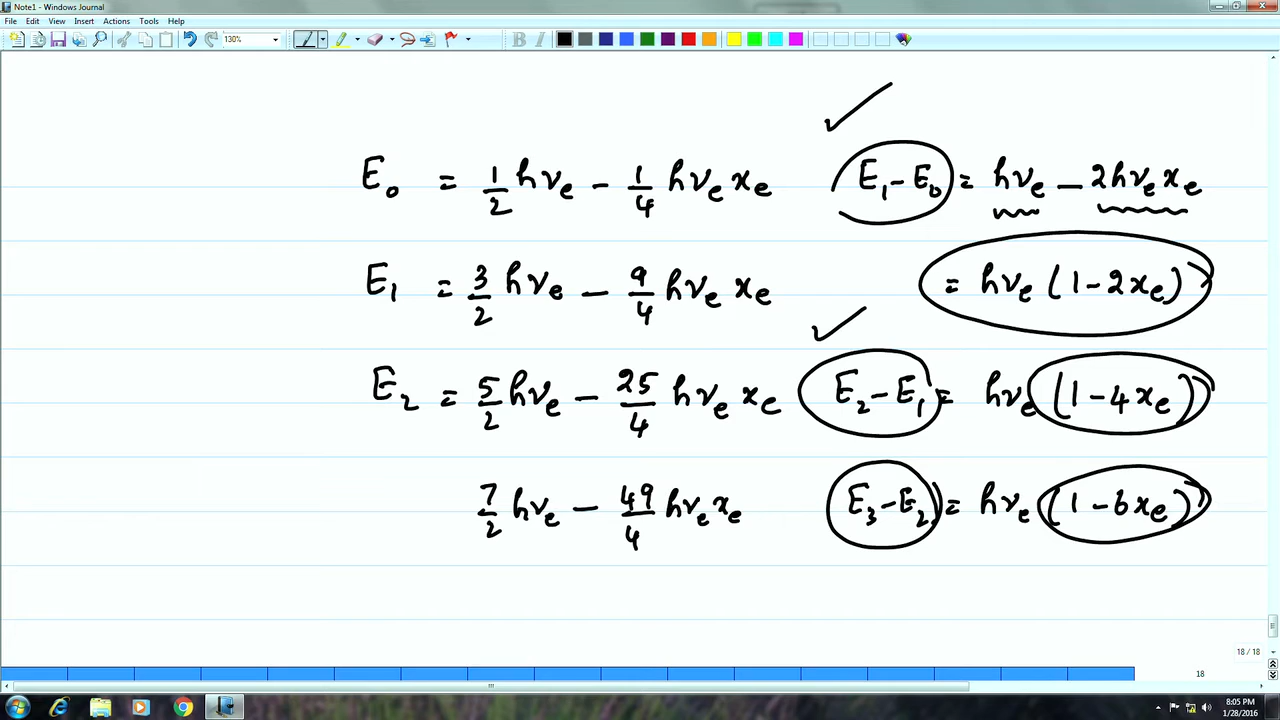 Note1 - Windows Journal
File Edit View Insert Actions Tools Help
130%
B I
E₀ = 1/2 hνₑ − 1/4 hνₑxₑ E₁−E₀ = hνₑ − 2hνₑxₑ
= hνₑ(1−2xₑ)
E₁ = 3/2 hνₑ − 9/4 hνₑxₑ
E₂ = 5/2 hνₑ − 25/4 hνₑxₑ E₂−E₁ = hνₑ(1−4xₑ)
7/2 hνₑ − 49/4 hνₑxₑ E₃−E₂ = hνₑ(1−6xₑ)
18 / 18
18
8:05 PM
1/28/2016